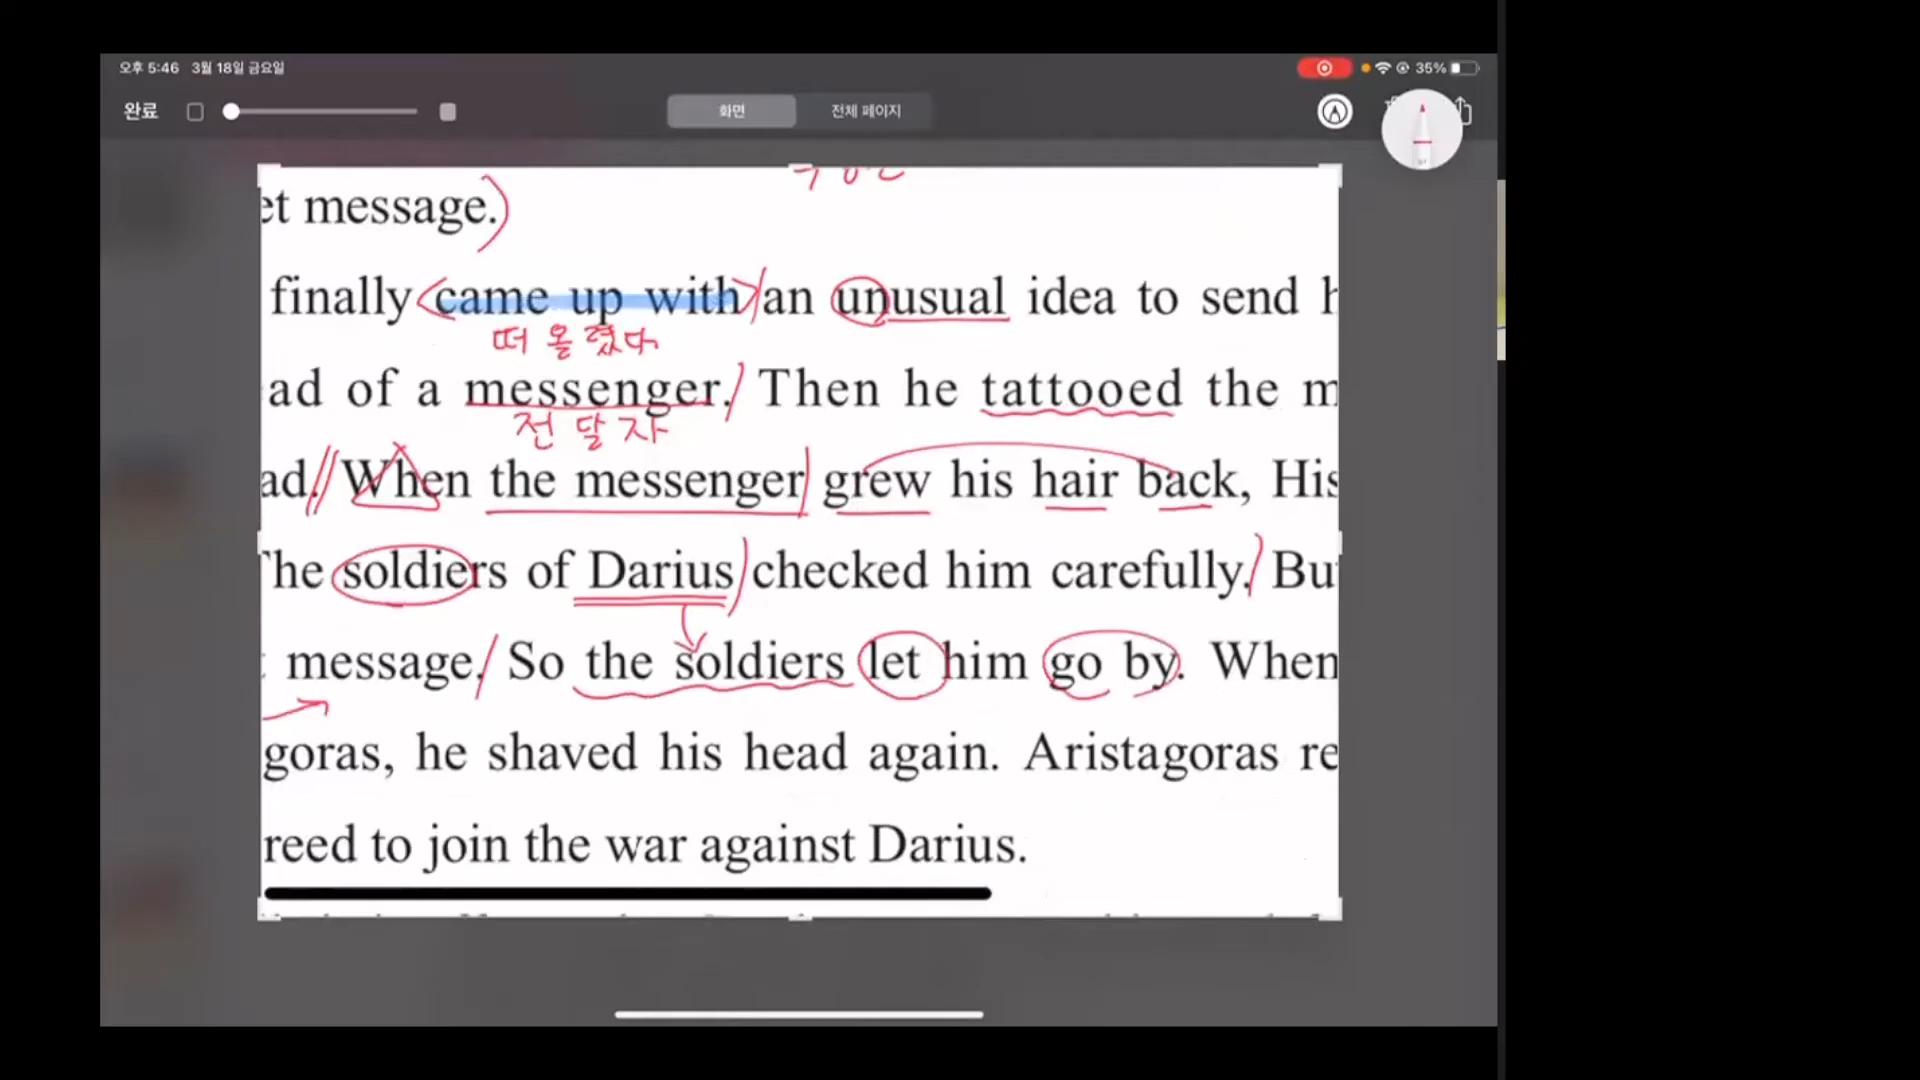 오후 5:46 3월 18일 금요일
35%
완료
화면 전체 페이지
et message.)
finally <came up with> an unusual idea to send h
떠올렸다
ad of a messenger. Then he tattooed the m
전달자
ad. When the messenger grew his hair back, His
The soldiers of Darius checked him carefully. But
message. So the soldiers let him go by. When
goras, he shaved his head again. Aristagoras re
reed to join the war against Darius.